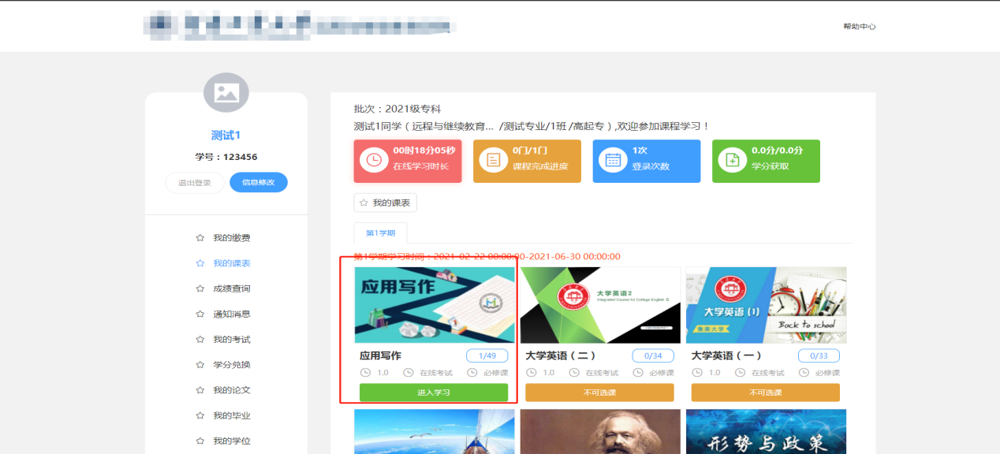 帮助中心
测试1
学号：123456
退出登录
信息修改
我的缴费
我的课表
成绩查询
通知消息
我的考试
学分兑换
我的论文
我的毕业
我的学位
批次：2021级专科
测试1同学（远程与继续教育... /测试专业/1班 /高起专）,欢迎参加课程学习！
00时18分05秒
在线学习时长
0门/1门
课程完成进度
1次
登录次数
0.0分/0.0分
学分获取
我的课表
第1学期
第1学期学习时间：2021-02-22 00:00:00-2021-06-30 00:00:00
应用写作
应用写作
1/49
1.0 在线考试 必修课
进入学习
大学英语2
Integrated Course for College English II
大学英语（二）
0/34
1.0 在线考试 必修课
不可选课
大学英语 (1)
集美大学
Back to school
大学英语（一）
0/33
1.0 在线考试 必修课
不可选课
形势与政策